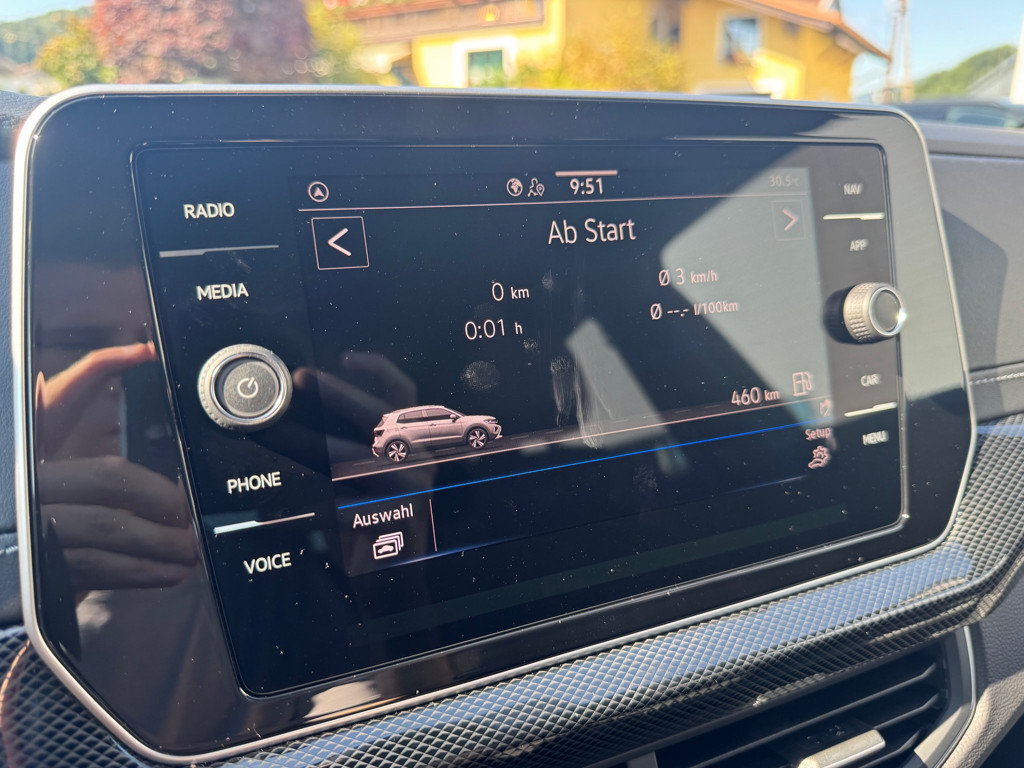 RADIO
MEDIA
PHONE
VOICE
9:51
30.5°C
Ab Start
0 km
0:01 h
Ø 3 km/h
Ø --.- l/100km
460 km
Auswahl
Setup
NAV
APP
CAR
MENU